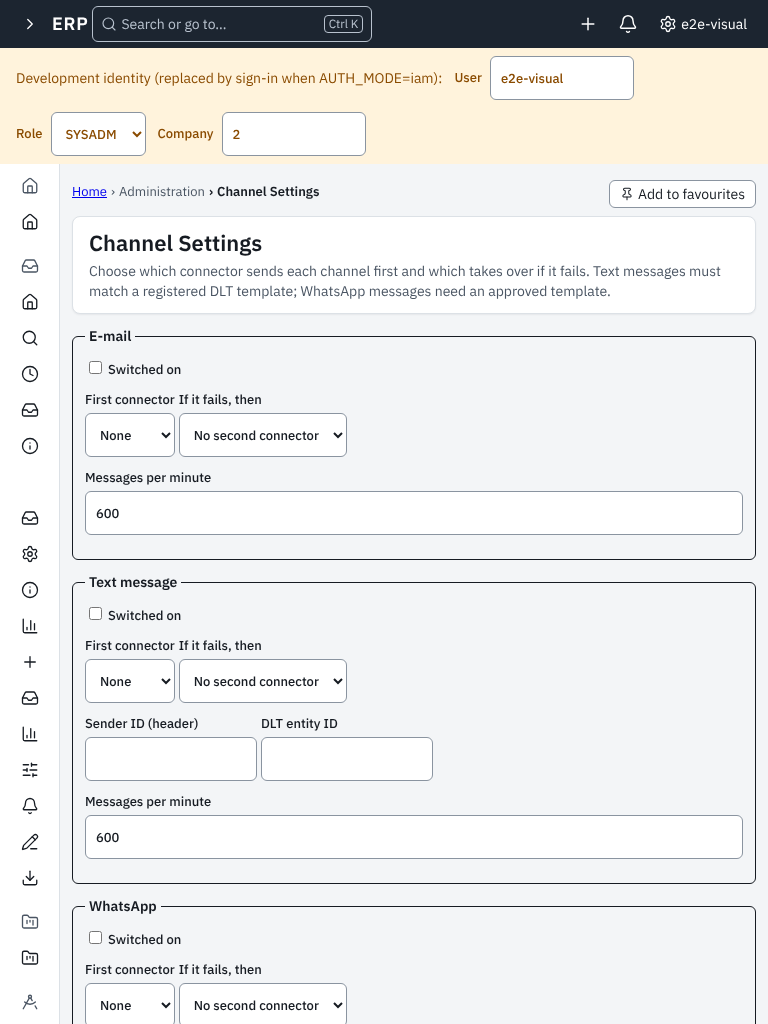 ERP
Search or go to...
Ctrl K
e2e-visual
Development identity (replaced by sign-in when AUTH_MODE=iam):
User
e2e-visual
Role
SYSADM
Company
2
Home › Administration › Channel Settings
Add to favourites
Channel Settings
Choose which connector sends each channel first and which takes over if it fails. Text messages must
match a registered DLT template; WhatsApp messages need an approved template.
E-mail
Switched on
First connector If it fails, then
None
No second connector
Messages per minute
600
Text message
Switched on
First connector If it fails, then
None
No second connector
Sender ID (header)
DLT entity ID
Messages per minute
600
WhatsApp
Switched on
First connector If it fails, then
None
No second connector